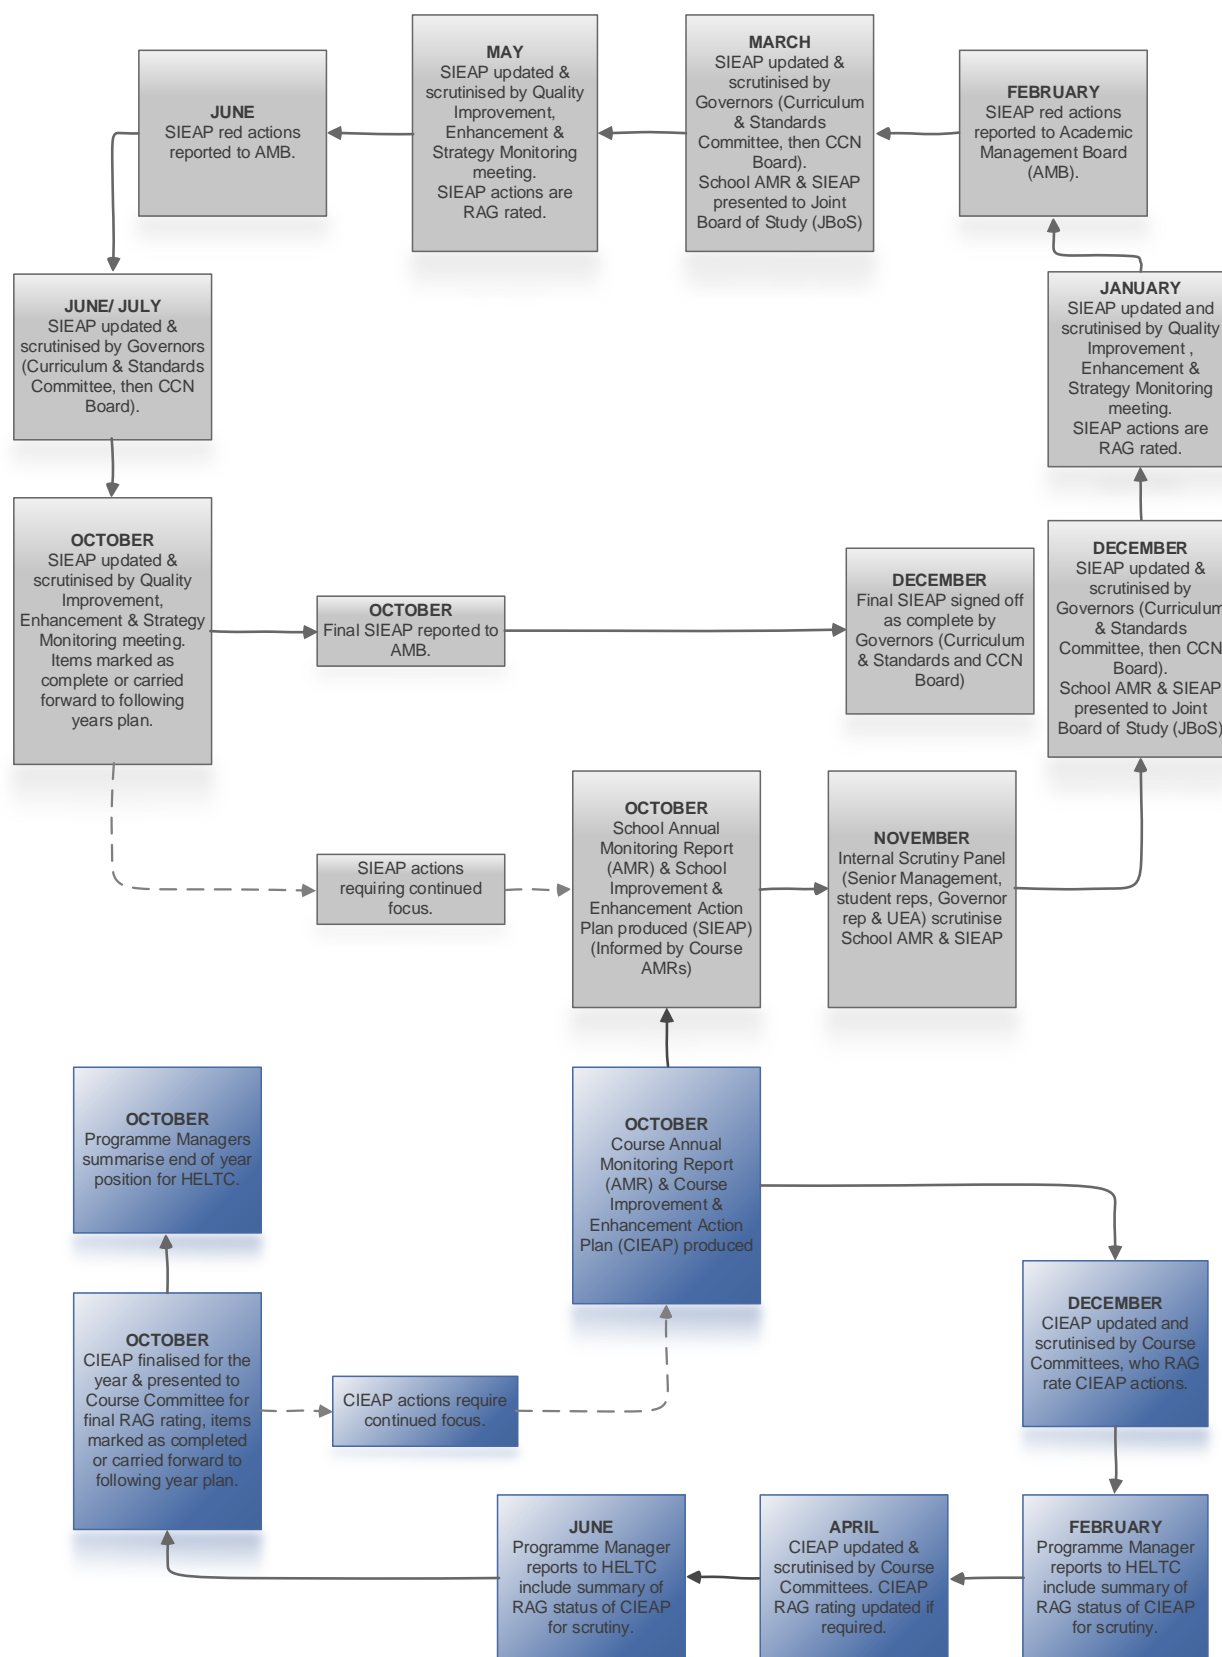 MAY
SIEAP updated &
scrutinised by Quality
Improvement,
Enhancement &
Strategy Monitoring
meeting.
SIEAP actions are
RAG rated.
MARCH
SIEAP updated &
scrutinised by
Governors (Curriculum
& Standards
Committee, then CCN
Board).
School AMR & SIEAP
presented to Joint
Board of Study (JBoS)
FEBRUARY
SIEAP red actions
reported to Academic
Management Board
(AMB).
JUNE
SIEAP red actions
reported to AMB.
JUNE/ JULY
SIEAP updated &
scrutinised by Governors
(Curriculum & Standards
Committee, then CCN
Board).
JANUARY
SIEAP updated and
scrutinised by Quality
Improvement ,
Enhancement &
Strategy Monitoring
meeting.
SIEAP actions are
RAG rated.
OCTOBER
SIEAP updated &
scrutinised by Quality
Improvement,
Enhancement & Strategy
Monitoring meeting.
Items marked as
complete or carried
forward to following
years plan.
OCTOBER
Final SIEAP reported to
AMB.
DECEMBER
Final SIEAP signed off
as complete by
Governors (Curriculum
& Standards and CCN
Board)
DECEMBER
SIEAP updated &
scrutinised by
Governors (Curriculum
& Standards
Committee, then CCN
Board).
School AMR & SIEAP
presented to Joint
Board of Study (JBoS)
SIEAP actions
requiring continued
focus.
OCTOBER
School Annual
Monitoring Report
(AMR) & School
Improvement &
Enhancement Action
Plan produced (SIEAP)
(Informed by Course
AMRs)
NOVEMBER
Internal Scrutiny Panel
(Senior Management,
student reps, Governor
rep & UEA) scrutinise
School AMR & SIEAP
OCTOBER
Programme Managers
summarise end of year
position for HELTC.
OCTOBER
Course Annual
Monitoring Report
(AMR) & Course
Improvement &
Enhancement Action
Plan (CIEAP) produced
DECEMBER
CIEAP updated and
scrutinised by Course
Committees, who RAG
rate CIEAP actions.
OCTOBER
CIEAP finalised for the
year & presented to
Course Committee for
final RAG rating, items
marked as completed
or carried forward to
following year plan.
CIEAP actions require
continued focus.
JUNE
Programme Manager
reports to HELTC
include summary of
RAG status of CIEAP
for scrutiny.
APRIL
CIEAP updated &
scrutinised by Course
Committees. CIEAP
RAG rating updated if
required.
FEBRUARY
Programme Manager
reports to HELTC
include summary of
RAG status of CIEAP
for scrutiny.